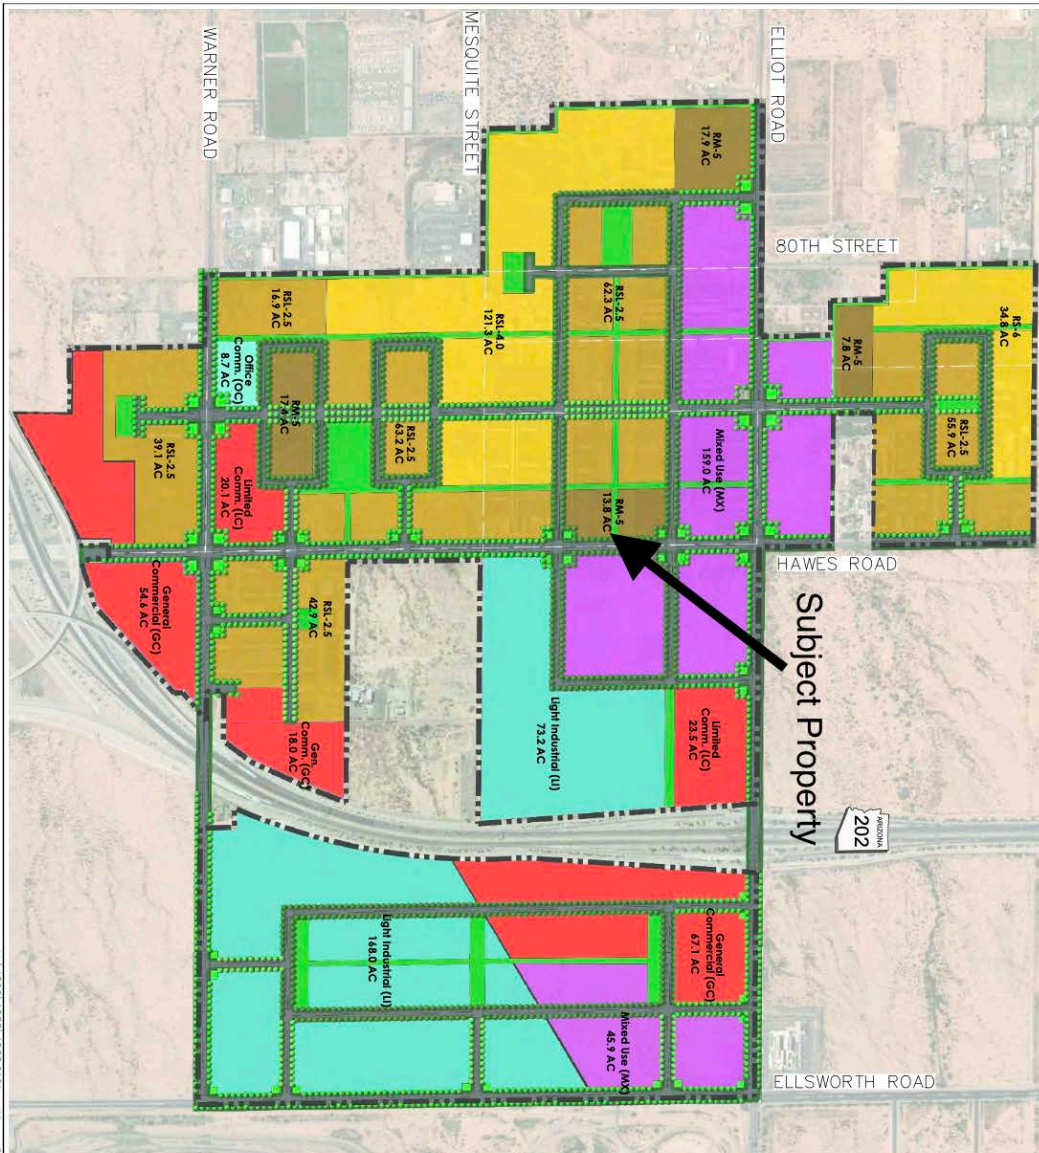 WARNER ROAD
MESQUITE STREET
ELLIOT ROAD
RM-5
17.9 AC
80TH STREET
RSL-2.5
16.9 AC
RSL-4.0
121.3 AC
RSL-2.5
62.3 AC
RM-5
7.8 AC
RS-6
34.8 AC
Office
Comm. (OC)
8.7 AC
RM-5
17.4 AC
RSL-2.5
63.2 AC
Mixed Use (MX)
159.0 AC
RSL-2.5
55.9 AC
RSL-2.5
39.1 AC
Limited
Comm. (LC)
20.1 AC
RM-5
13.8 AC
HAWES ROAD
General
Commercial (GC)
54.6 AC
RSL-2.5
42.9 AC
Subject Property
Gen.
Comm. (GC)
18.0 AC
Light Industrial (LI)
73.2 AC
Limited
Comm. (LC)
23.5 AC
ARIZONA
202
Light Industrial (LI)
168.0 AC
General
Commercial (GC)
67.1 AC
Mixed Use (MX)
45.9 AC
ELLSWORTH ROAD